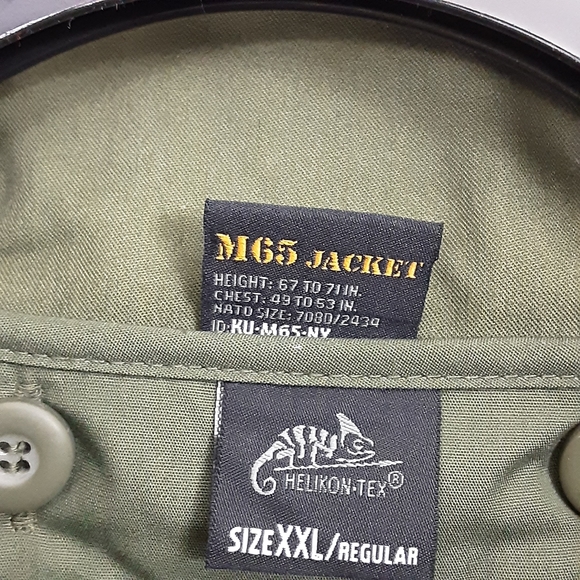 M65 JACKET
HEIGHT: 67 TO 71 IN.
CHEST: 49 TO 53 IN.
NATO SIZE: 7080/2434
ID:KU-M65-NY
HELIKON-TEX®
SIZE XXL/REGULAR